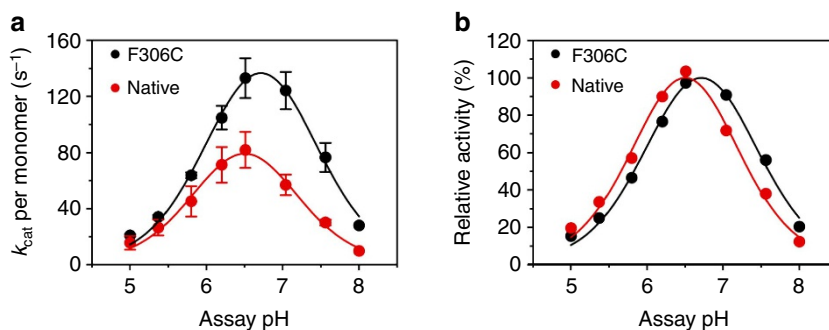 a
k_cat per monomer (s⁻¹)
160
120
80
40
0
F306C
Native
5 6 7 8
Assay pH
b
Relative activity (%)
120
100
80
60
40
20
0
F306C
Native
5 6 7 8
Assay pH